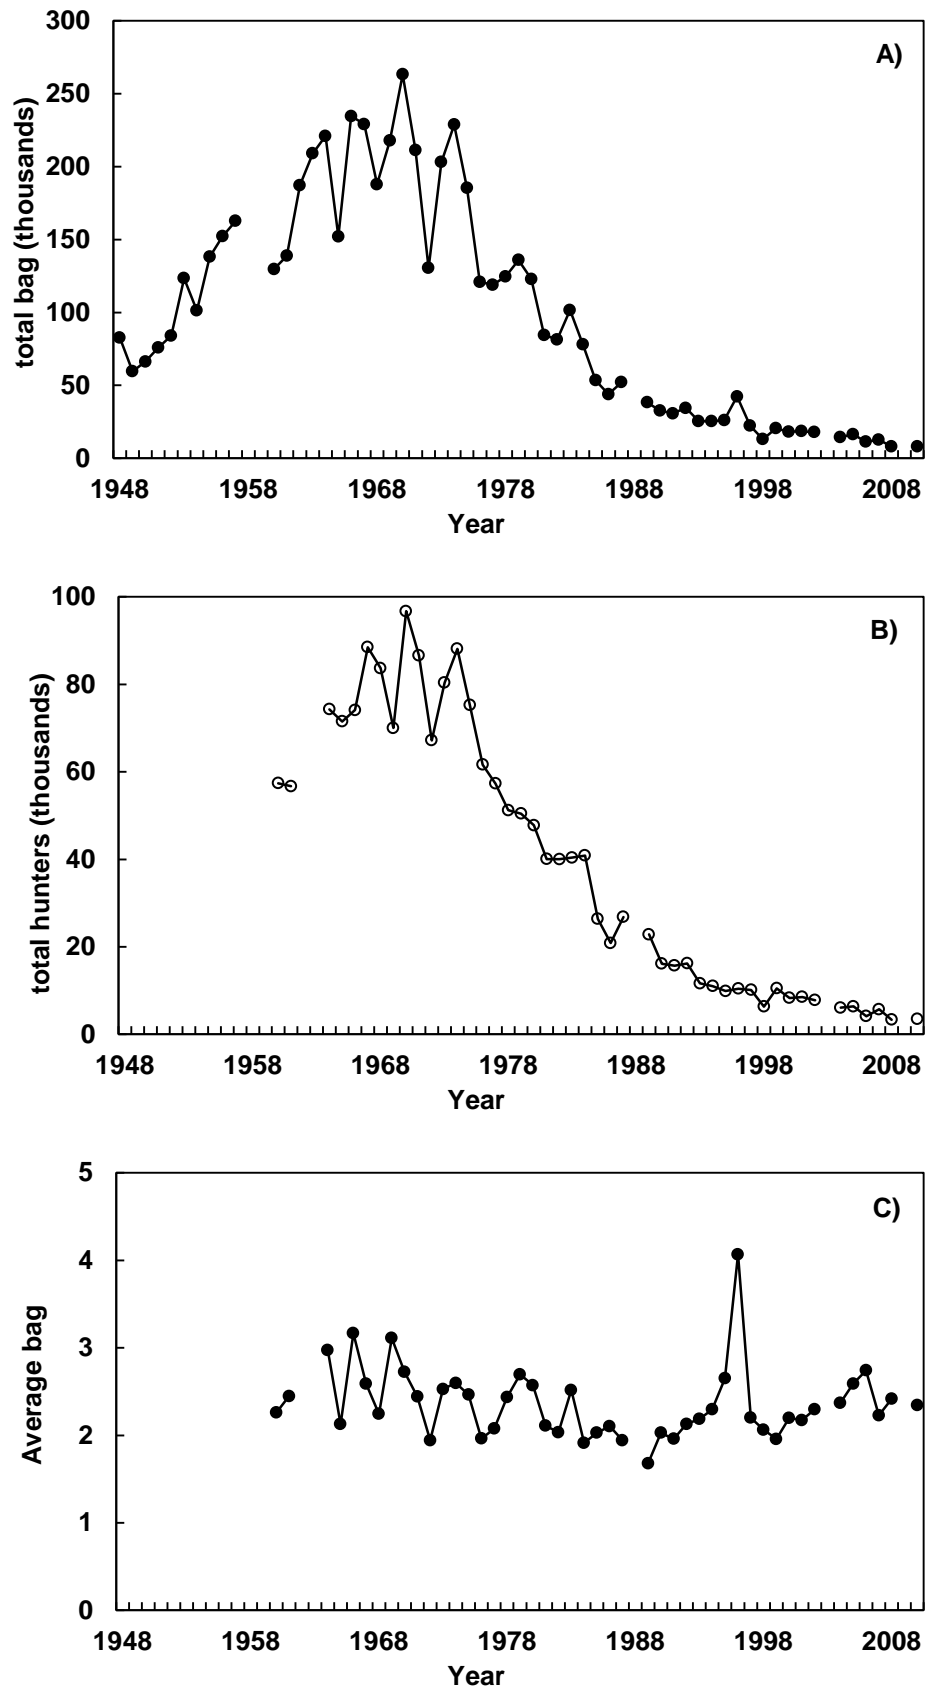 300
A)
250
200
150
100
50
0
total bag (thousands)
1948 1958 1968 1978 1988 1998 2008
Year
100
B)
80
60
40
20
0
total hunters (thousands)
1948 1958 1968 1978 1988 1998 2008
Year
5
C)
4
3
2
1
0
Average bag
1948 1958 1968 1978 1988 1998 2008
Year